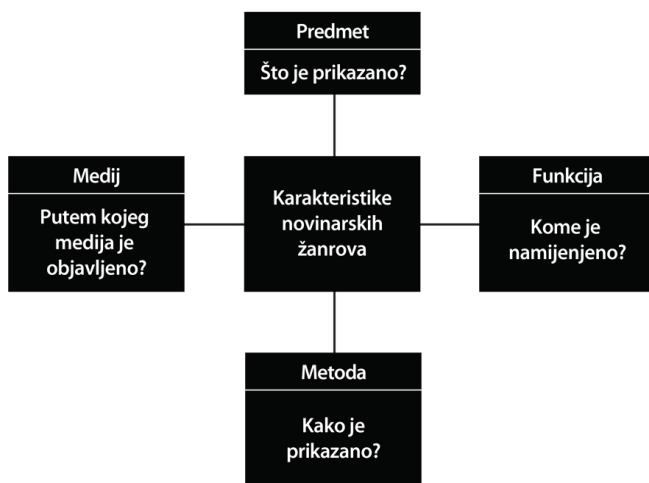 Predmet
Što je prikazano?
Medij
Putem kojeg
medija je
objavljeno?
Karakteristike
novinarskih
žanrova
Funkcija
Kome je
namijenjeno?
Metoda
Kako je
prikazano?